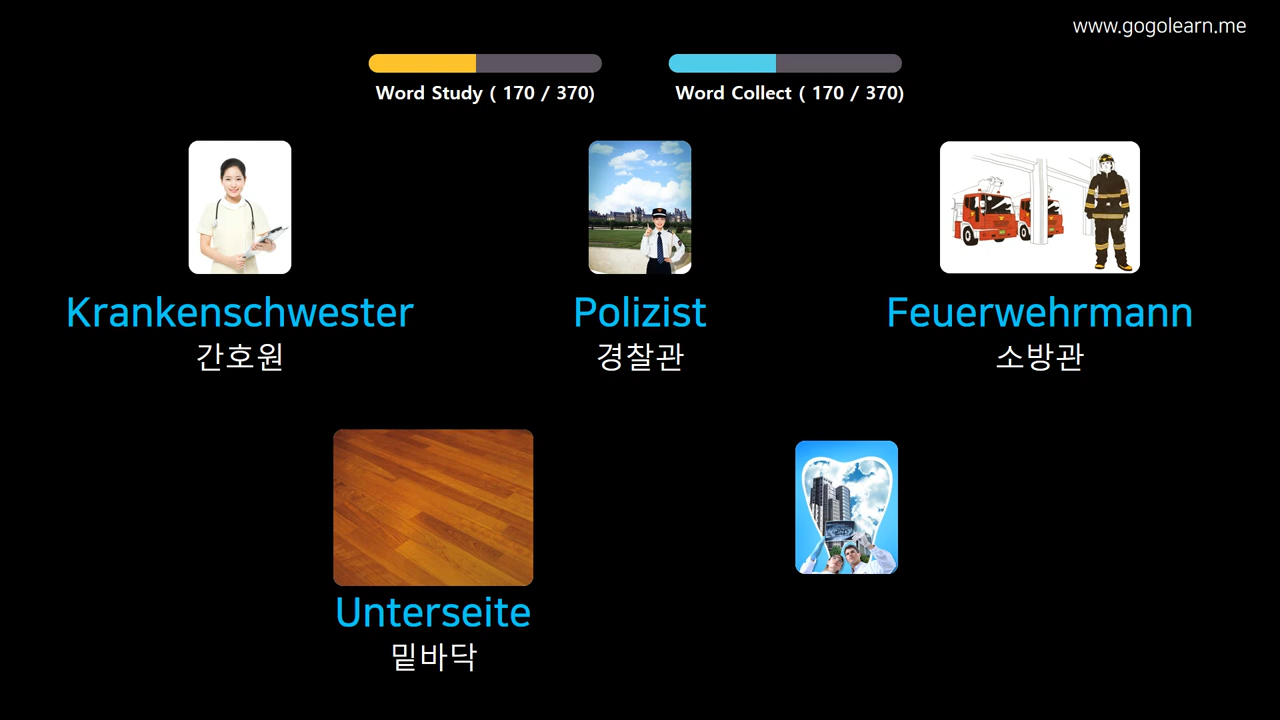 www.gogolearn.me
Word Study ( 170 / 370)
Word Collect ( 170 / 370)
Krankenschwester
간호원
Polizist
경찰관
Feuerwehrmann
소방관
Unterseite
밑바닥